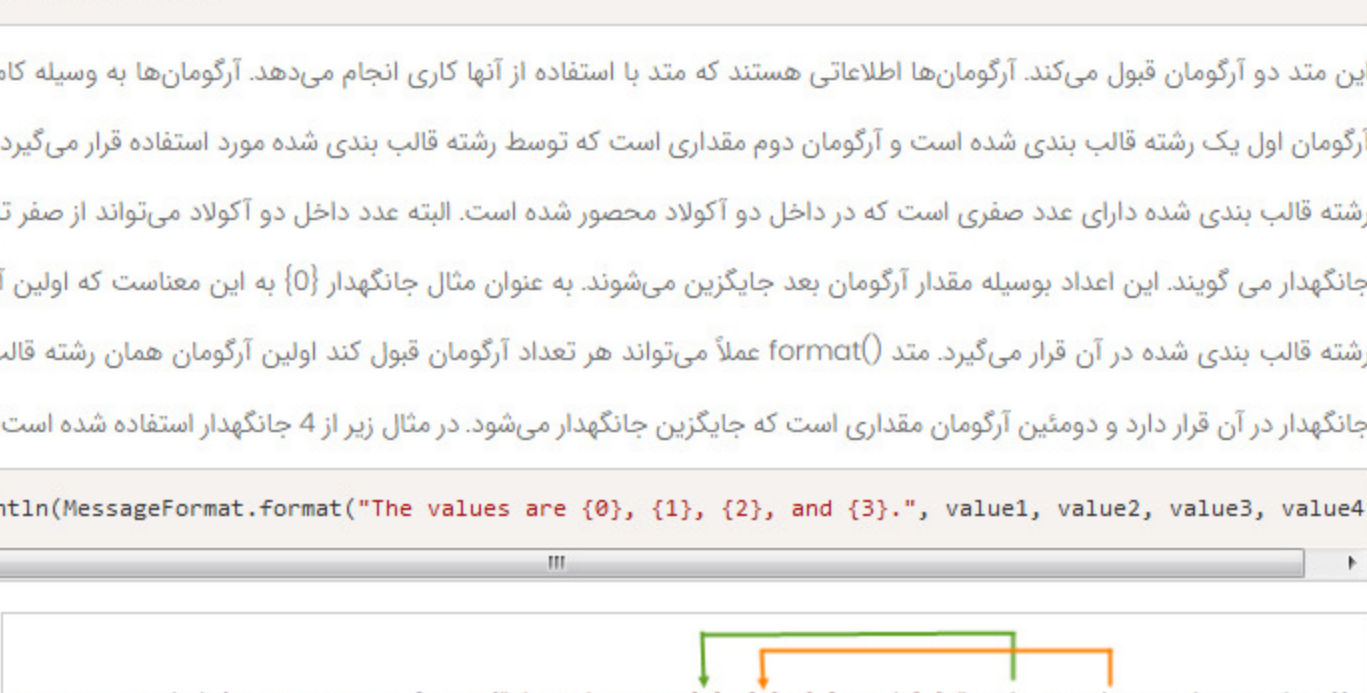 این متد دو آرگومان قبول می‌کند. آرگومان‌ها اطلاعاتی هستند که متد با استفاده از آنها کاری انجام می‌دهد. آرگومان‌ها به وسیله
آرگومان اول یک رشته قالب بندی شده است و آرگومان دوم مقداری است که توسط رشته قالب بندی شده مورد استفاده قرار می‌گیرد
رشته قالب بندی شده دارای عدد صفری است که در داخل دو آکولاد محصور شده است. البته عدد داخل دو آکولاد می‌تواند از صفر
جانگهدار می گویند. این اعداد بوسیله مقدار آرگومان بعد جایگزین می‌شوند. به عنوان مثال جانگهدار {0} به این معناست که اولین
رشته قالب بندی شده در آن قرار می‌گیرد. متد format() عملاً می‌تواند هر تعداد آرگومان قبول کند اولین آرگومان همان رشته
جانگهدار در آن قرار دارد و دومئین آرگومان مقداری است که جایگزین جانگهدار می‌شود. در مثال زیر از 4 جانگهدار استفاده شده است
ntln(MessageFormat.format("The values are {0}, {1}, {2}, and {3}.", value1, value2, value3, value4